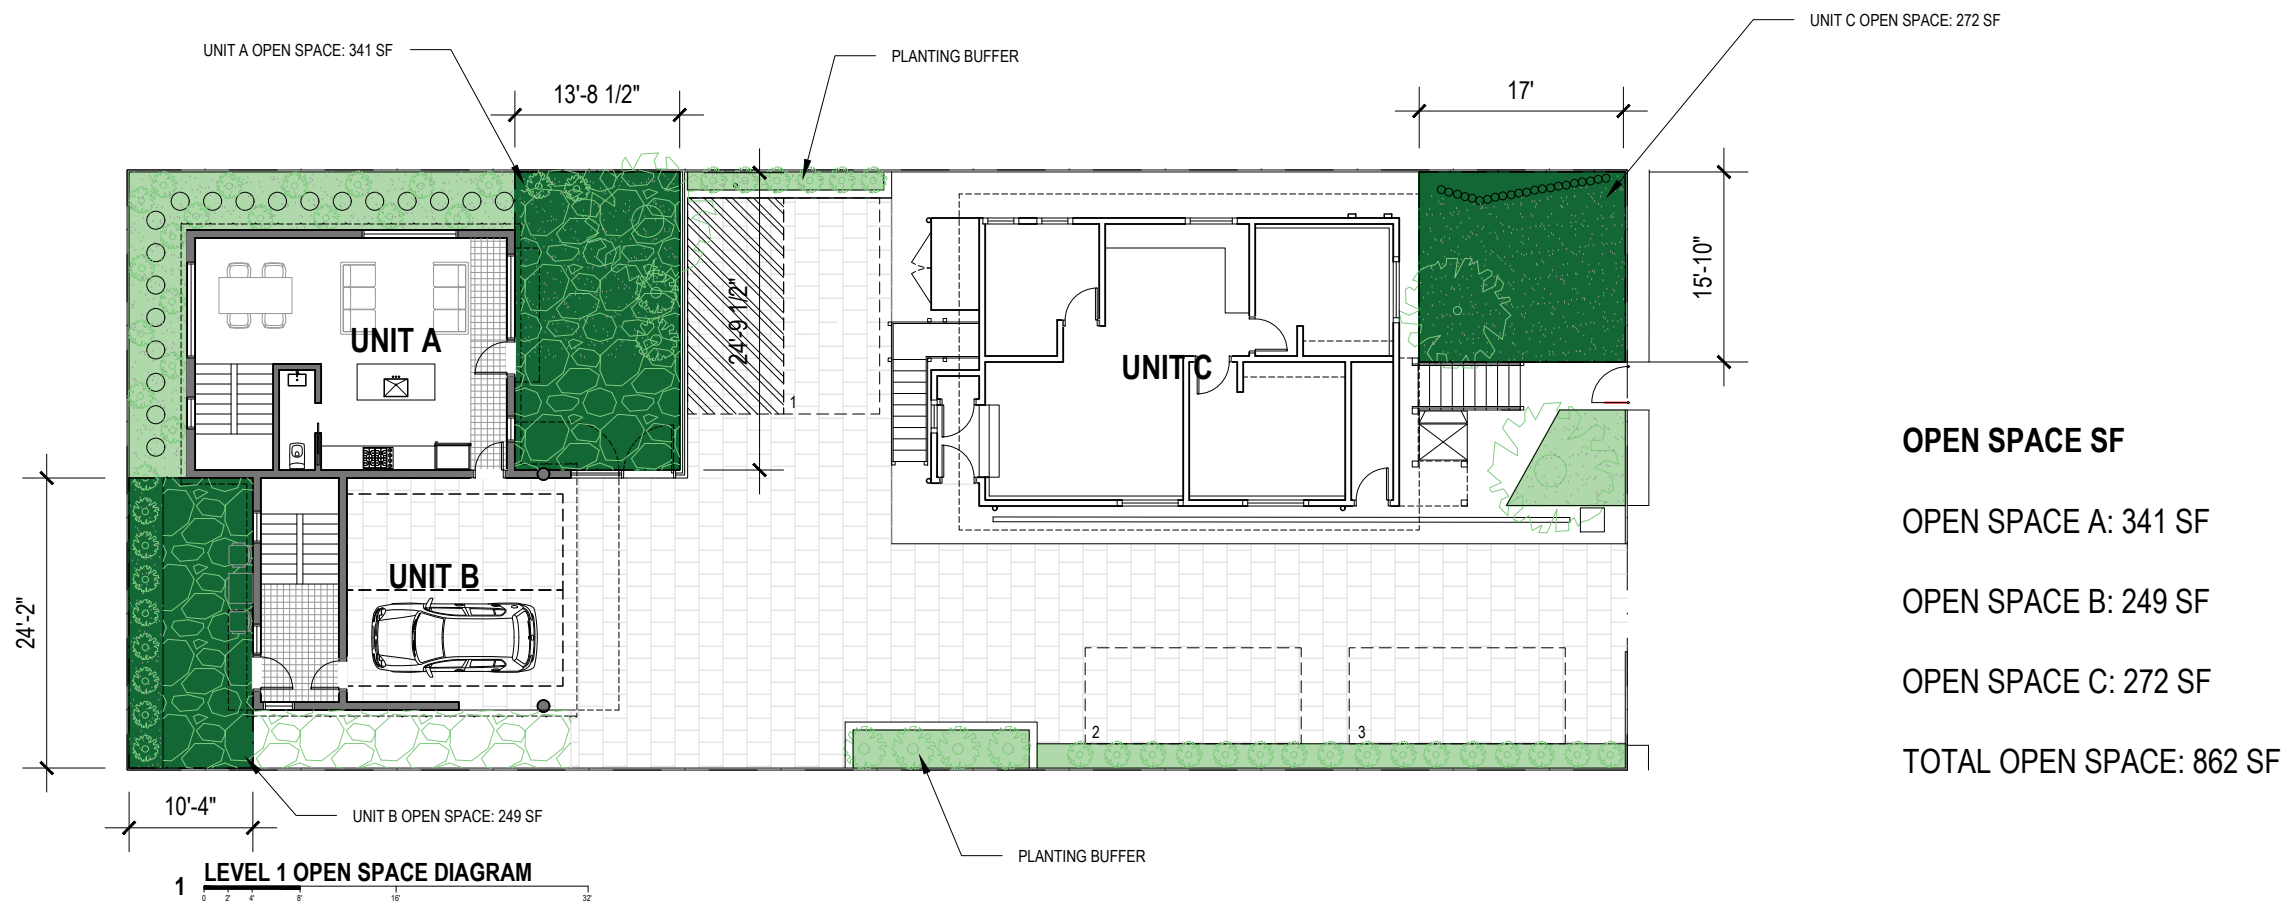 UNIT C OPEN SPACE: 272 SF
UNIT A OPEN SPACE: 341 SF
PLANTING BUFFER
13'-8 1/2"
17'
15'-10"
24'-9 1/2"
UNIT A
UNIT C
1
OPEN SPACE SF
OPEN SPACE A: 341 SF
OPEN SPACE B: 249 SF
OPEN SPACE C: 272 SF
TOTAL OPEN SPACE: 862 SF
UNIT B
24'-2"
2
3
10'-4"
UNIT B OPEN SPACE: 249 SF
PLANTING BUFFER
1 LEVEL 1 OPEN SPACE DIAGRAM
0 2' 4' 8' 16' 32'